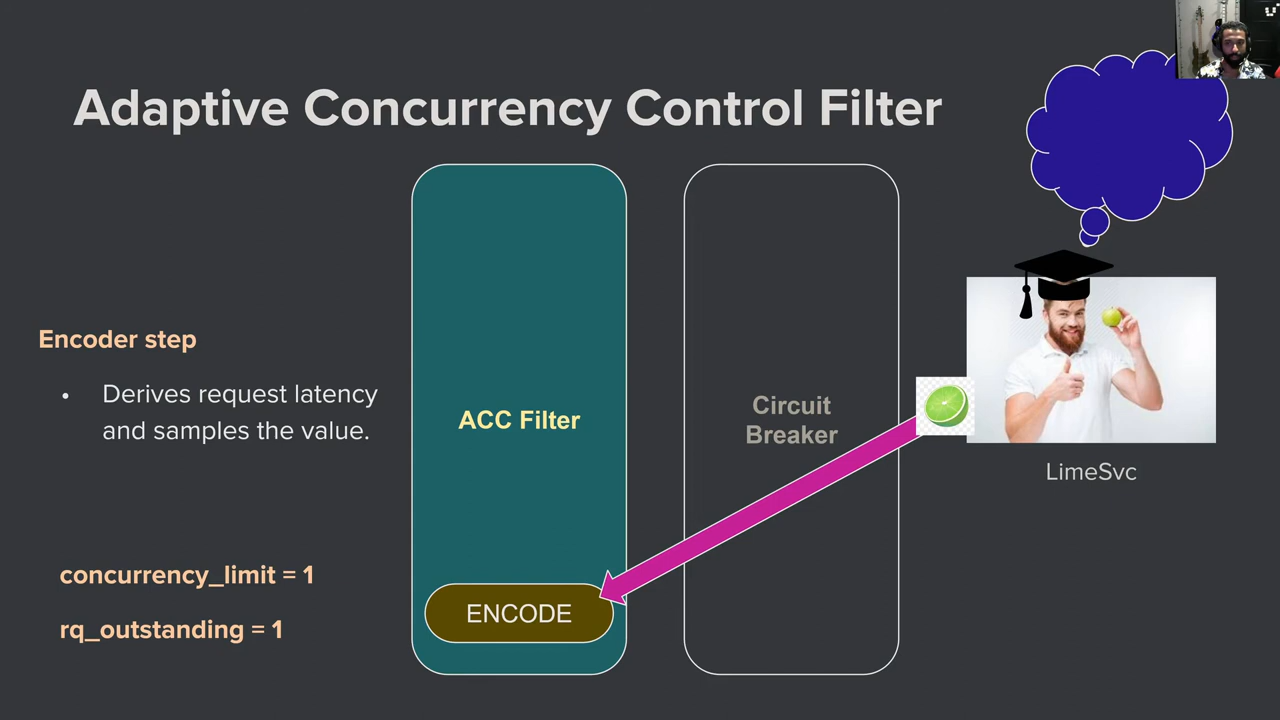 Adaptive Concurrency Control Filter
Encoder step
• Derives request latency
and samples the value.
concurrency_limit = 1
rq_outstanding = 1
ACC Filter
ENCODE
Circuit
Breaker
LimeSvc